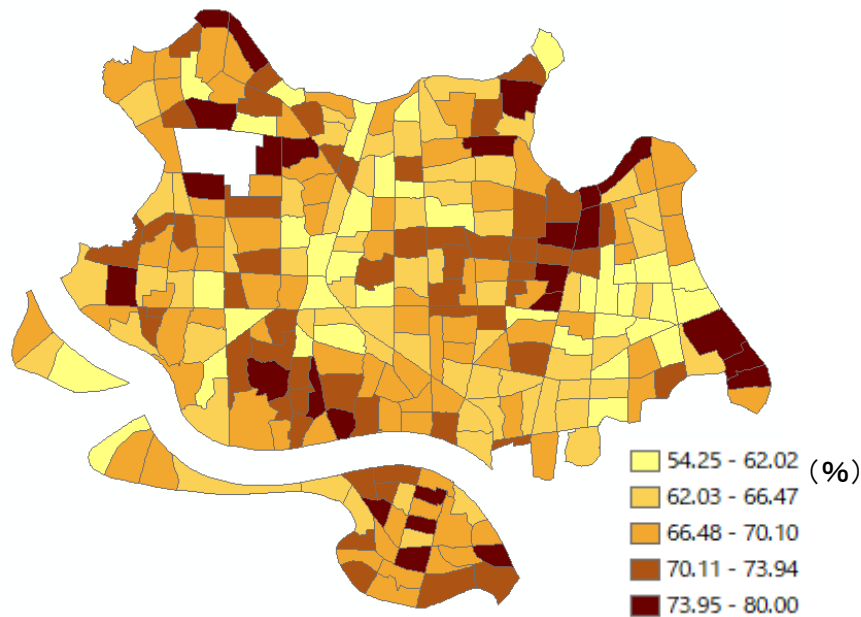 54.25 - 62.02 (%)
62.03 - 66.47
66.48 - 70.10
70.11 - 73.94
73.95 - 80.00